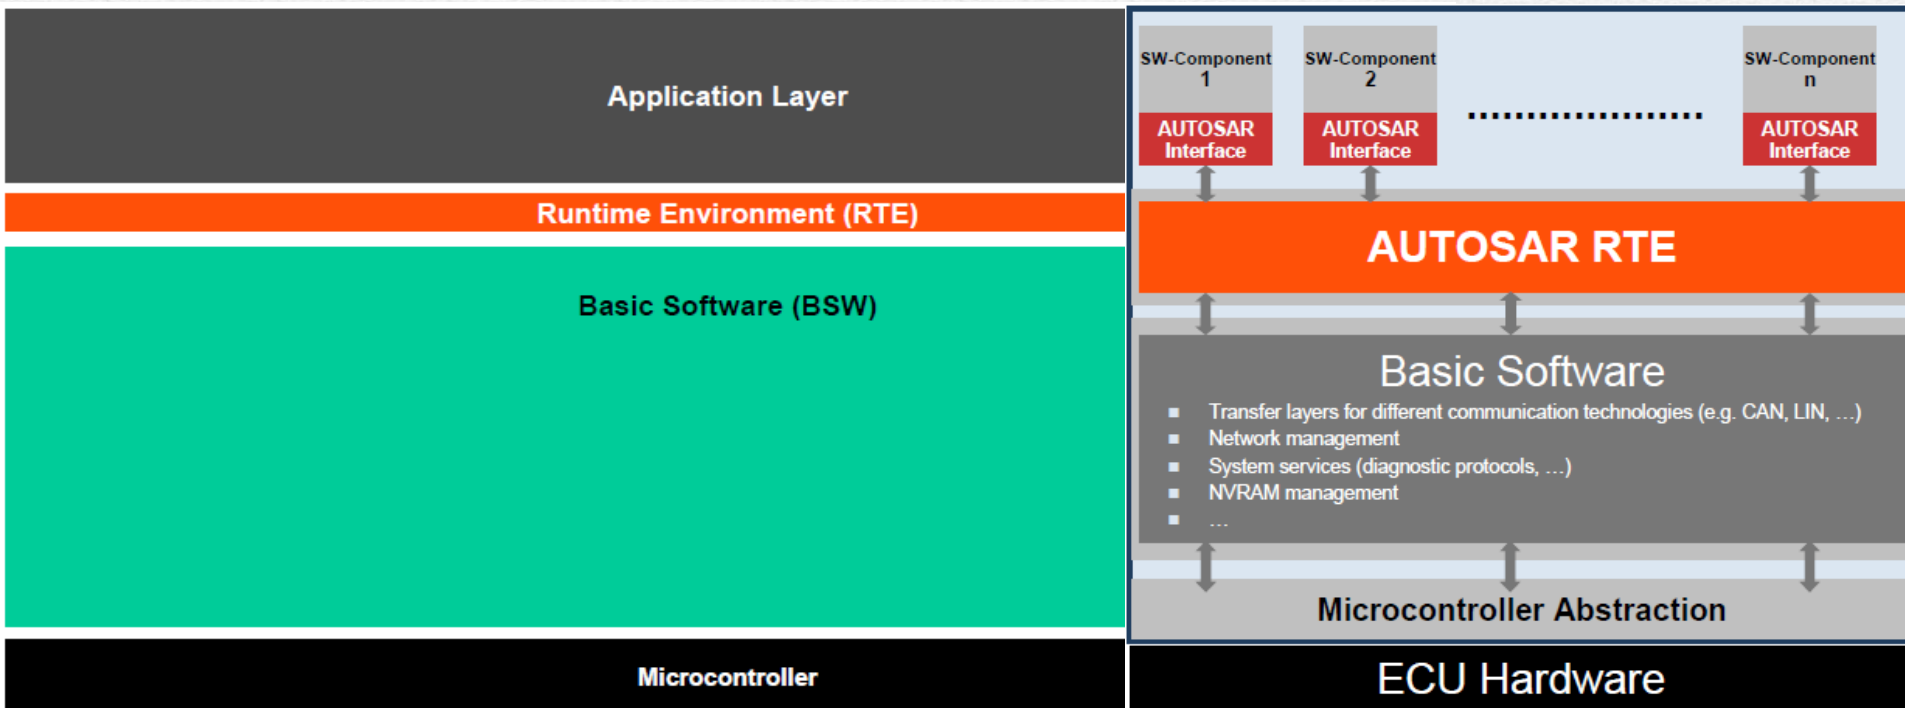 Application Layer
Runtime Environment (RTE)
Basic Software (BSW)
Microcontroller
SW-Component
1
AUTOSAR
Interface
SW-Component
2
AUTOSAR
Interface
....................
SW-Component
n
AUTOSAR
Interface
AUTOSAR RTE
Basic Software
■ Transfer layers for different communication technologies (e.g. CAN, LIN, …)
■ Network management
■ System services (diagnostic protocols, …)
■ NVRAM management
■ …
Microcontroller Abstraction
ECU Hardware